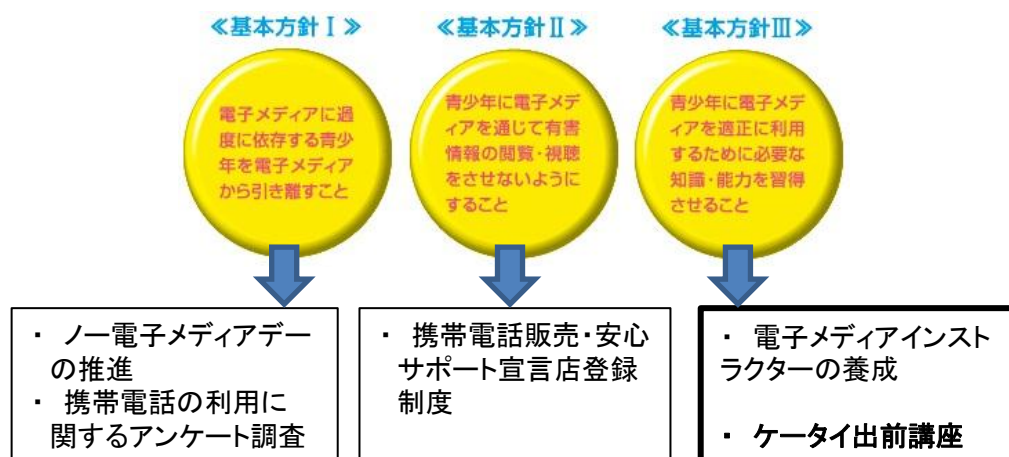 ≪基本方針Ⅰ≫
電子メディアに過
度に依存する青少
年を電子メディア
から引き離すこと
・ ノー電子メディアデー
の推進
・ 携帯電話の利用に
関するアンケート調査
≪基本方針Ⅱ≫
青少年に電子メデ
ィアを通じて有害
情報の閲覧・視聴
をさせないように
すること
・ 携帯電話販売・安心
サポート宣言店登録
制度
≪基本方針Ⅲ≫
青少年に電子メデ
ィアを適正に利用
するために必要な
知識・能力を習得
させること
・ 電子メディアインスト
ラクターの養成
・ ケータイ出前講座